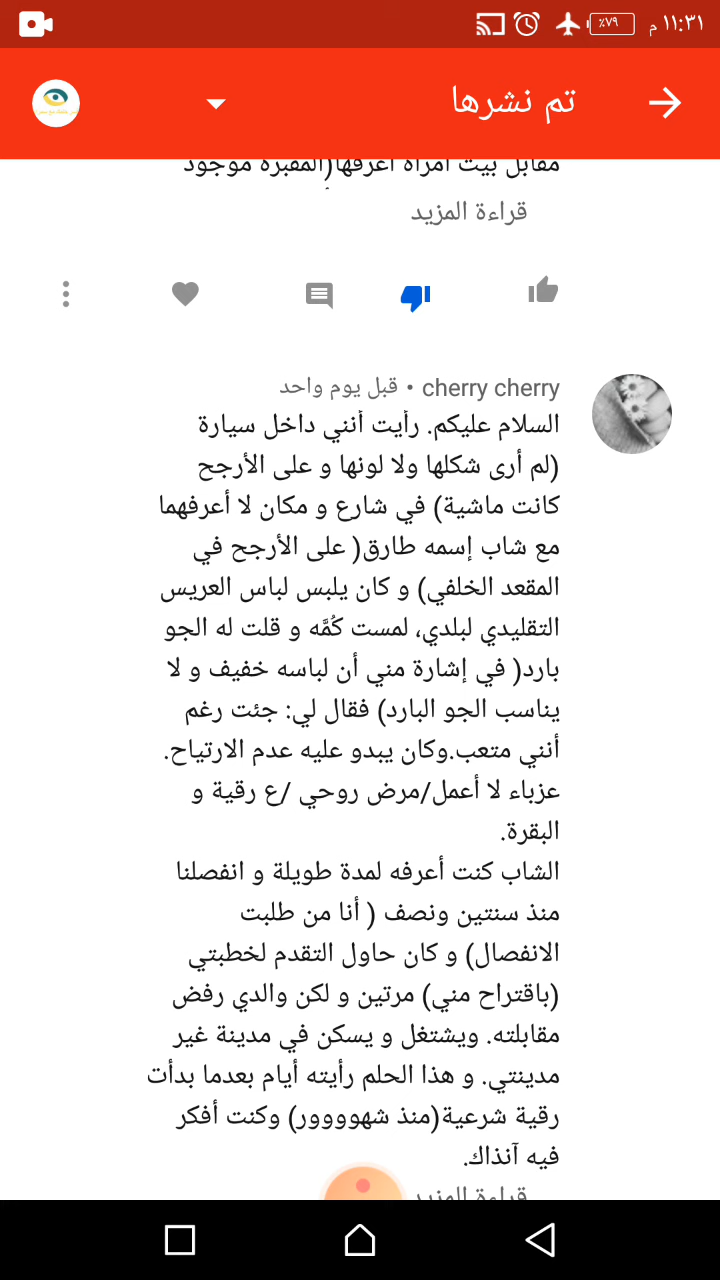 ١١:٣١ م
٪٧٩
تم نشرها
مقابل بيت امرأة أعرفها(المقبرة موجود
قراءة المزيد
cherry cherry • قبل يوم واحد
السلام عليكم. رأيت أنني داخل سيارة
(لم أرى شكلها ولا لونها و على الأرجح
كانت ماشية) في شارع و مكان لا أعرفهما
مع شاب إسمه طارق( على الأرجح في
المقعد الخلفي) و كان يلبس لباس العريس
التقليدي لبلدي، لمست كُمَّه و قلت له الجو
بارد( في إشارة مني أن لباسه خفيف و لا
يناسب الجو البارد) فقال لي: جئت رغم
أنني متعب.وكان يبدو عليه عدم الارتياح.
عزباء لا أعمل/مرض روحي /ع رقية و
البقرة.
الشاب كنت أعرفه لمدة طويلة و انفصلنا
منذ سنتين ونصف ( أنا من طلبت
الانفصال) و كان حاول التقدم لخطبتي
(باقتراح مني) مرتين و لكن والدي رفض
مقابلته. ويشتغل و يسكن في مدينة غير
مدينتي. و هذا الحلم رأيته أيام بعدما بدأت
رقية شرعية(منذ شهوووور) وكنت أفكر
فيه آنذاك.
قراءة المزيد